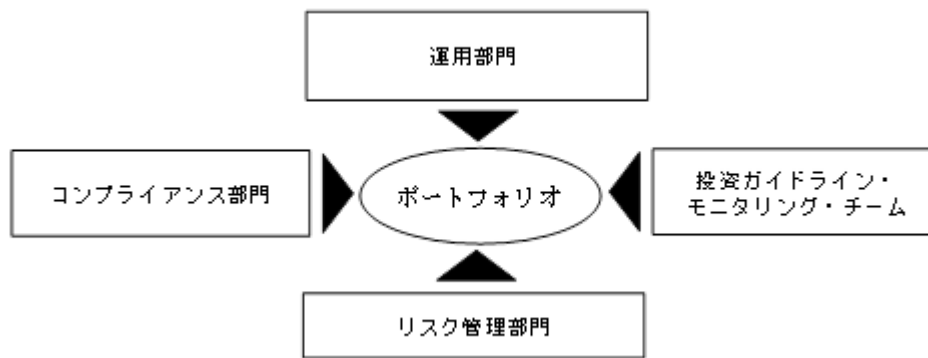 運用部門
コンプライアンス部門
ポートフォリオ
投資ガイドライン・
モニタリング・チーム
リスク管理部門